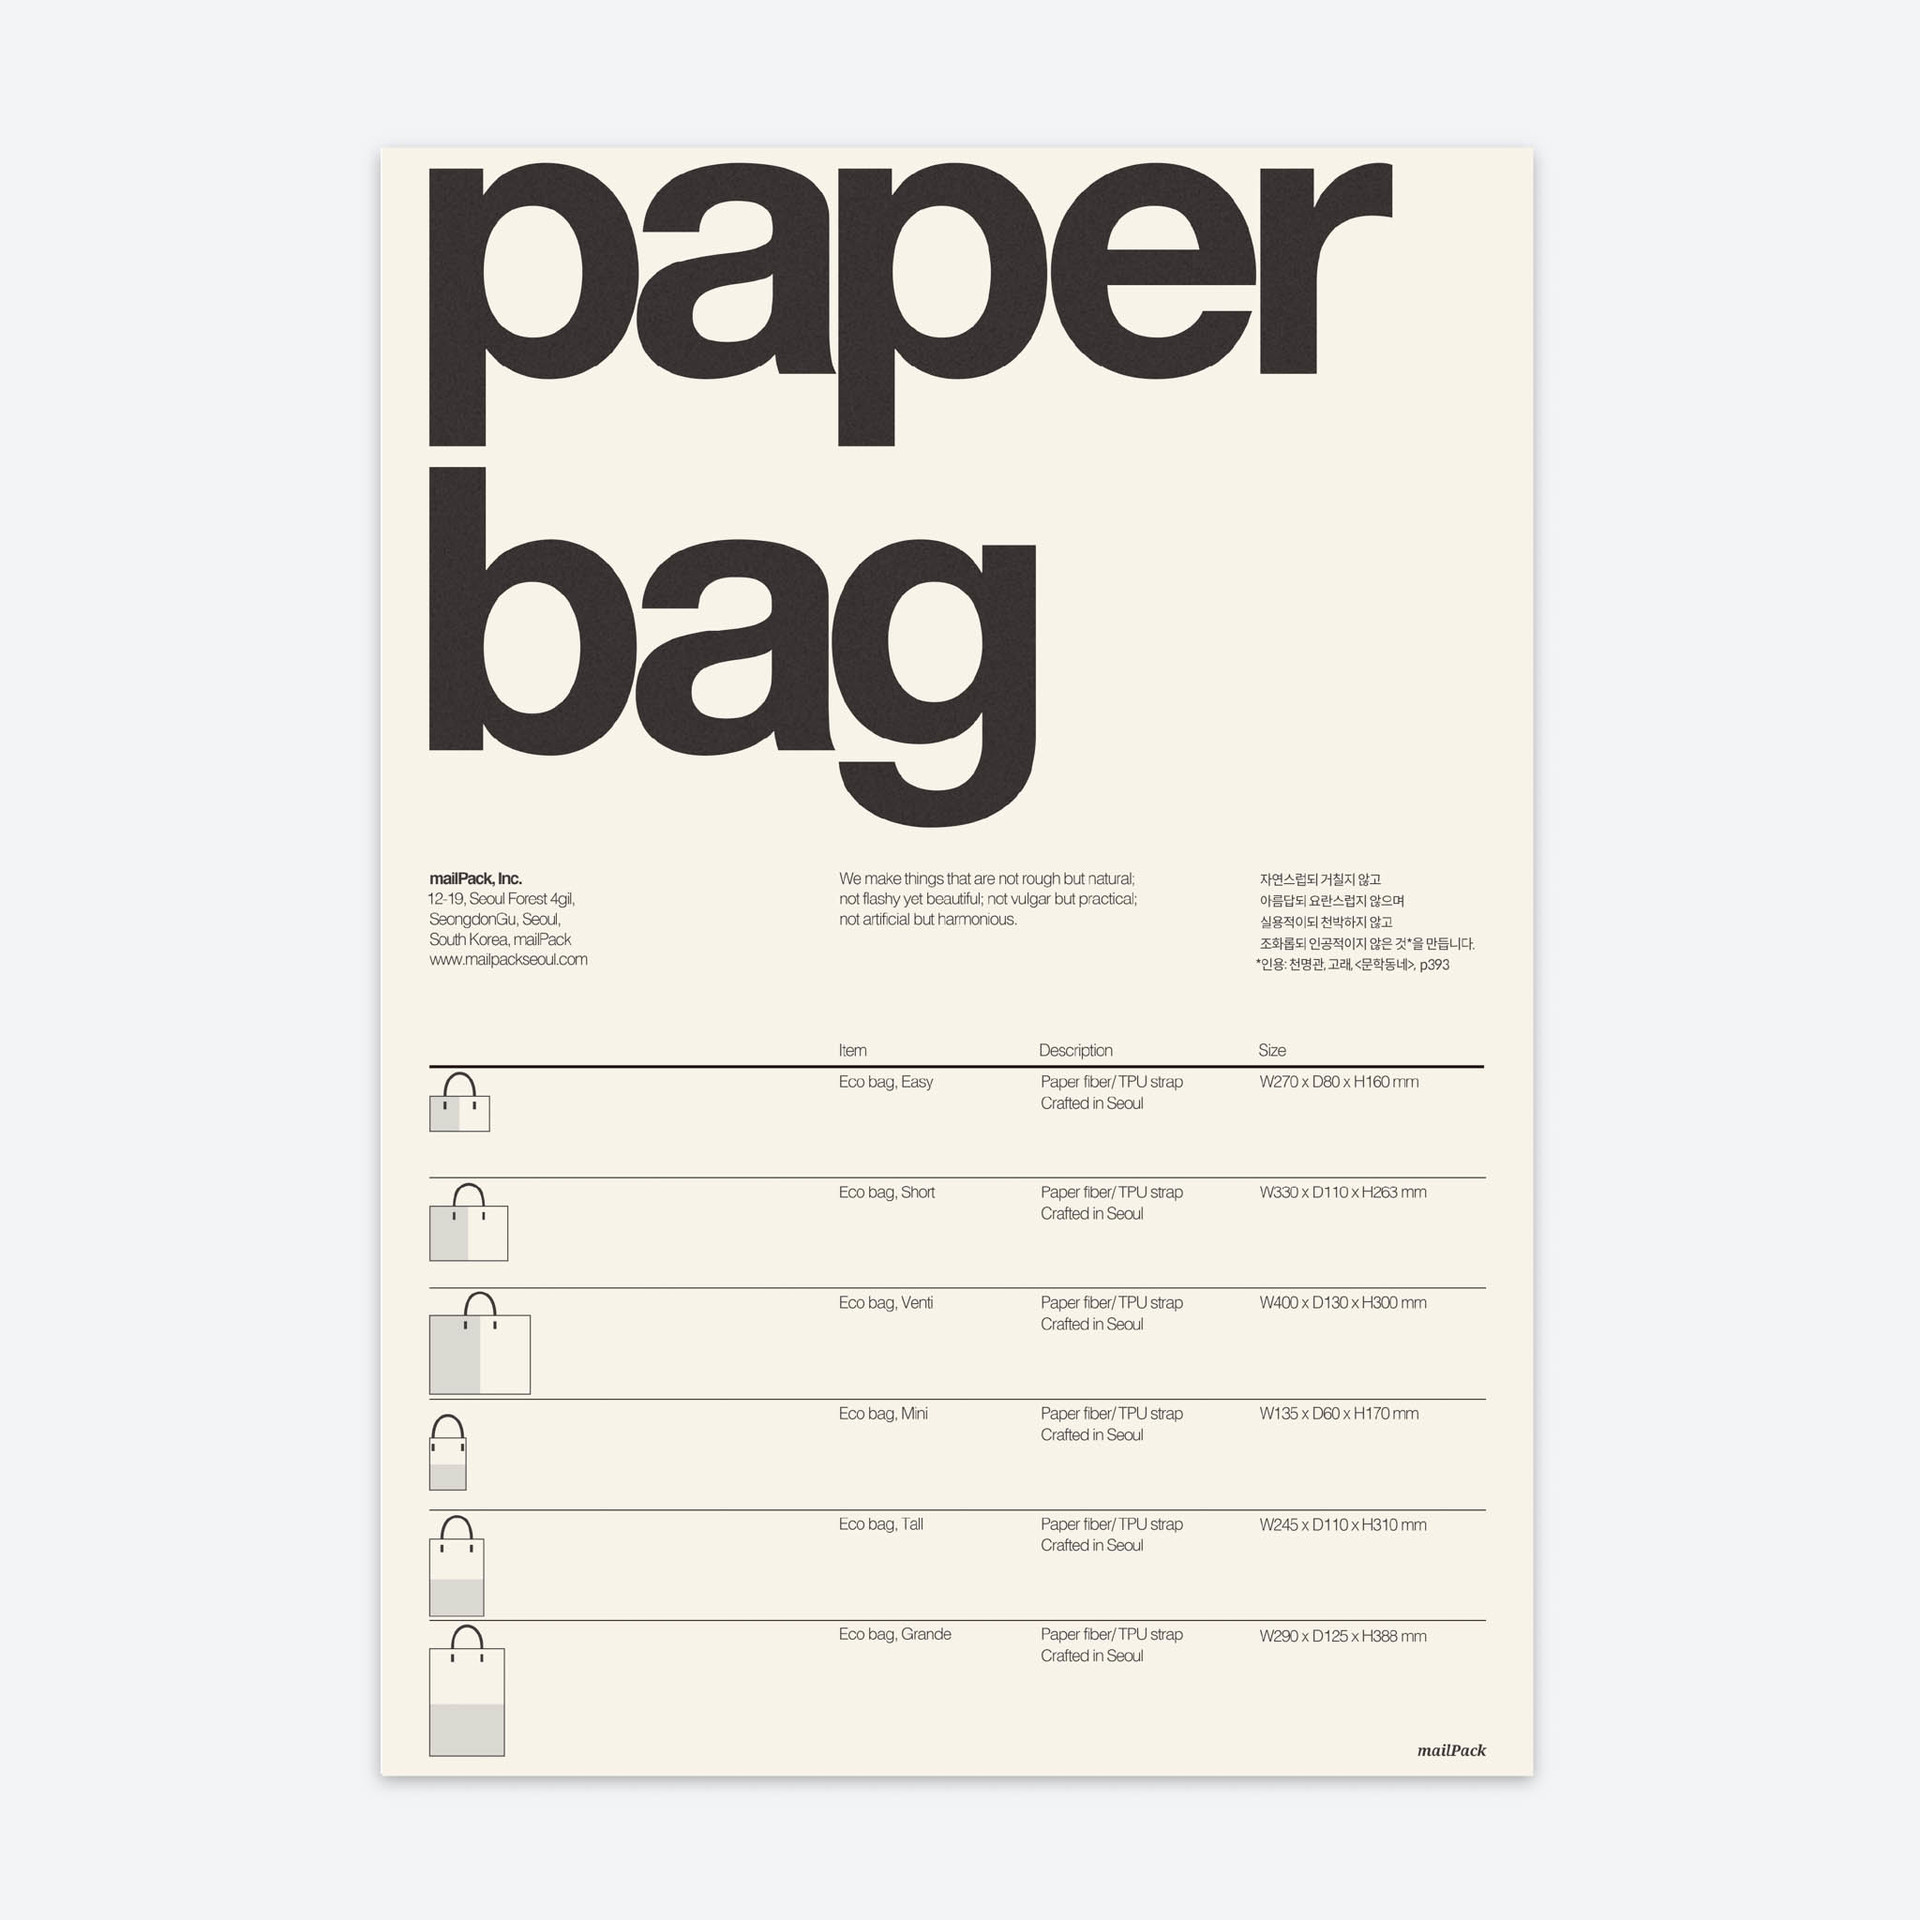 paper
bag
mailPack, Inc.
12-19, Seoul Forest 4gil,
SeongdonGu, Seoul,
South Korea, mailPack
www.mailpackseoul.com
We make things that are not rough but natural;
not flashy yet beautiful; not vulgar but practical;
not artificial but harmonious.
자연스럽되 거칠지 않고
아름답되 요란스럽지 않으며
실용적이되 천박하지 않고
조화롭되 인공적이지 않은 것*을 만듭니다.
*인용: 천명관, 고래, <문학동네>, p393
Item Description Size
Eco bag, Easy Paper fiber/ TPU strap W270 x D80 x H160 mm
Crafted in Seoul
Eco bag, Short Paper fiber/ TPU strap W330 x D110 x H263 mm
Crafted in Seoul
Eco bag, Venti Paper fiber/ TPU strap W400 x D130 x H300 mm
Crafted in Seoul
Eco bag, Mini Paper fiber/ TPU strap W135 x D60 x H170 mm
Crafted in Seoul
Eco bag, Tall Paper fiber/ TPU strap W245 x D110 x H310 mm
Crafted in Seoul
Eco bag, Grande Paper fiber/ TPU strap W290 x D125 x H388 mm
Crafted in Seoul
mailPack